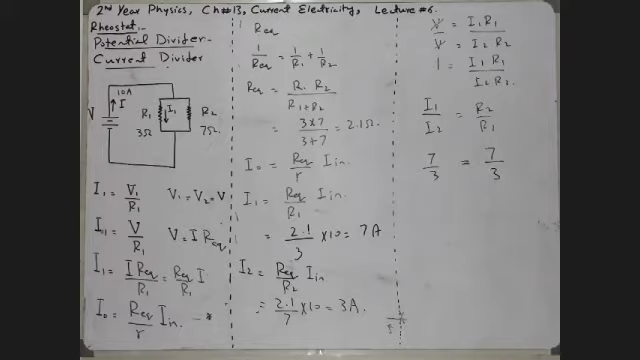 2nd Year Physics, Ch#13, Current Electricity, Lecture #6.
Rheostat.
Potential Divider.
Current Divider
10A
V
I
R1
I1
R2
3Ω
7Ω
I1 = V1/R1 V1 = V2 = V
I1 = V/R1 V = I Req
I1 = I Req/R1 = Req/R1 I
Io = Req/r Iin.
Req
1/Req = 1/R1 + 1/R2
Req = R1 R2/R1+R2
= 3×7/3+7 = 2.1Ω.
Io = Req/r Iin.
I1 = Req/R1 Iin.
= 2.1/3 ×10 = 7A
I2 = Req/R2 Iin
= 2.1/7 ×10 = 3A.
V/V = I1 R1/I2 R2
1 = I1 R1/I2 R2.
I1/I2 = R2/R1
7/3 = 7/3